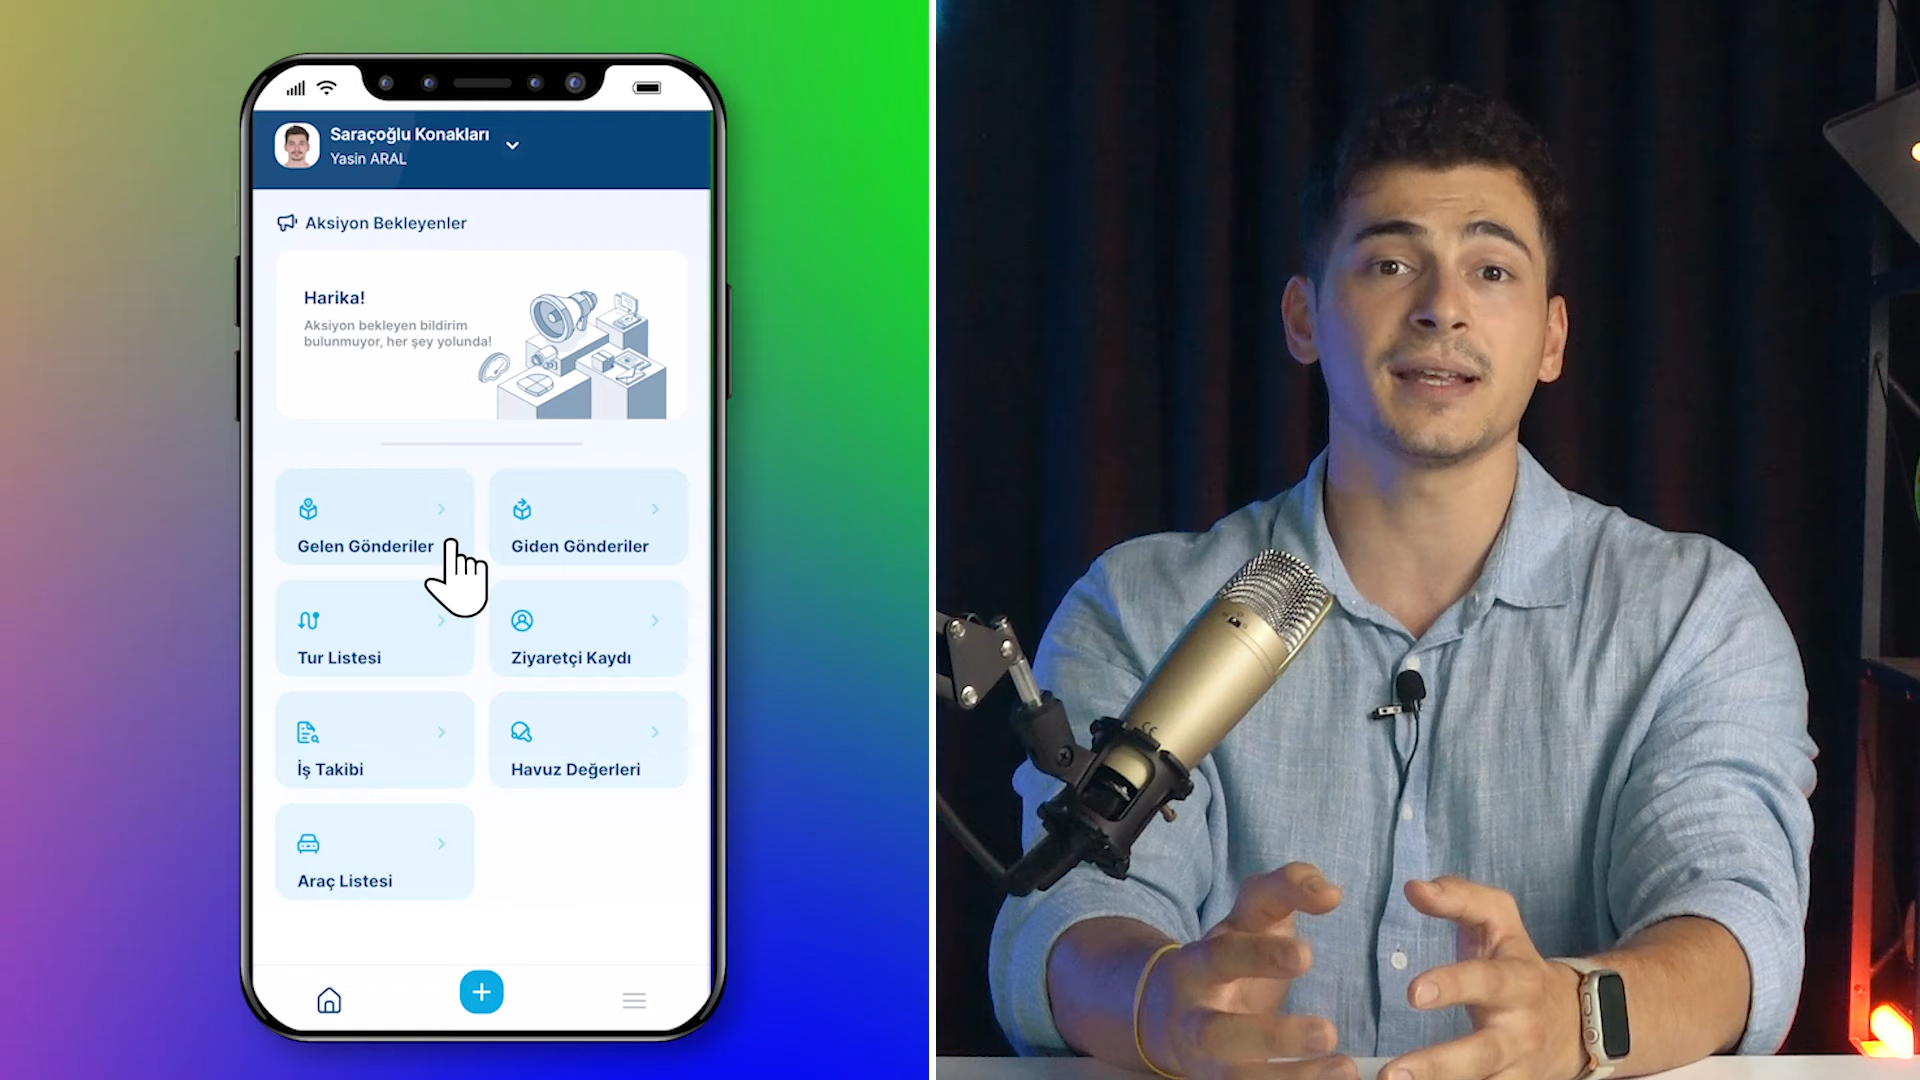 Saraçoğlu Konakları
Yasin ARAL
Aksiyon Bekleyenler
Harika!
Aksiyon bekleyen bildirim
bulunmuyor, her şey yolunda!
Gelen Gönderiler
Giden Gönderiler
Tur Listesi
Ziyaretçi Kaydı
İş Takibi
Havuz Değerleri
Araç Listesi